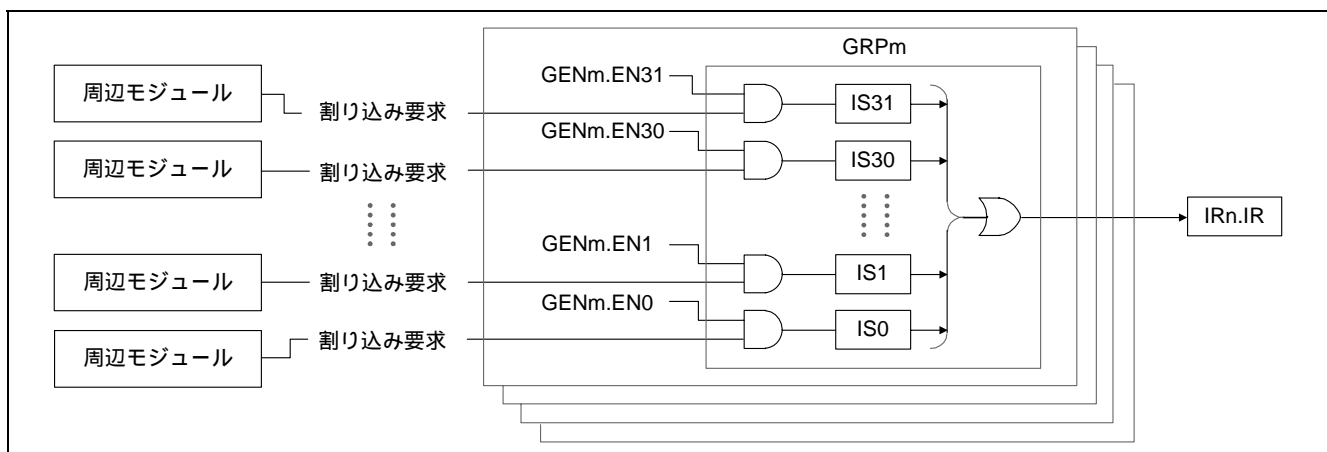 GRPm
周辺モジュール
割り込み要求
GENm.EN31
IS31
周辺モジュール
割り込み要求
GENm.EN30
IS30
IRn.IR
周辺モジュール
割り込み要求
GENm.EN1
IS1
周辺モジュール
割り込み要求
GENm.EN0
IS0